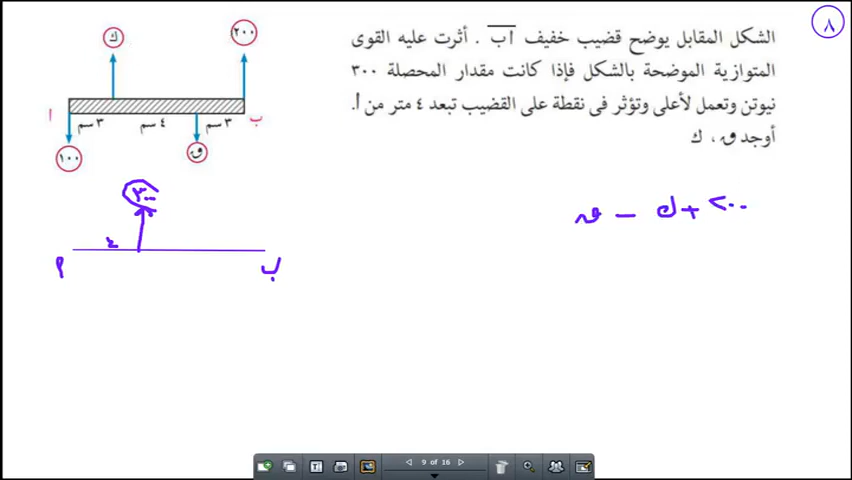 ٨
الشكل المقابل يوضح قضيب خفيف اب . أثرت عليه القوى
المتوازية الموضحة بالشكل فإذا كانت مقدار المحصلة ٣٠٠
نيوتن وتعمل لأعلى وتؤثر فى نقطة على القضيب تبعد ٤ متر من أ.
أوجد ق ، ك
ك
٢٠٠
ا
٣ سم
٤ سم
٣ سم
ب
١٠٠
ق
٣٠٠
٤
٢٠٠ + ك - ق
أ
ب
9 of 16